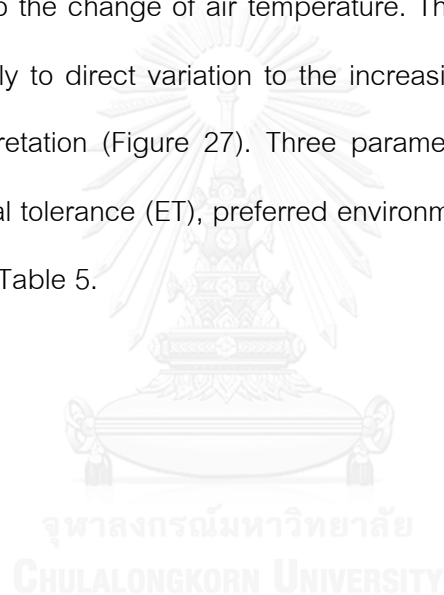 o the change of air temperature. Th
ly to direct variation to the increasi
retation (Figure 27). Three parame
al tolerance (ET), preferred environm
Table 5.
จุฬาลงกรณ์มหาวิทยาลัย
CHULALONGKORN UNIVERSITY